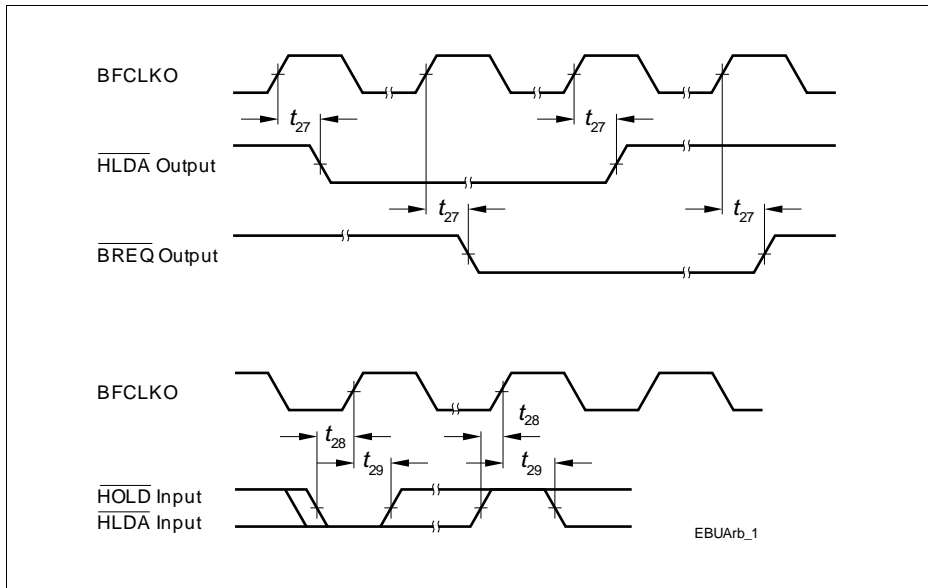 BFCLKO
t27
t27
HLDA Output
t27
t27
BREQ Output
BFCLKO
t28
t28
t29
t29
HOLD Input
HLDA Input
EBUArb_1